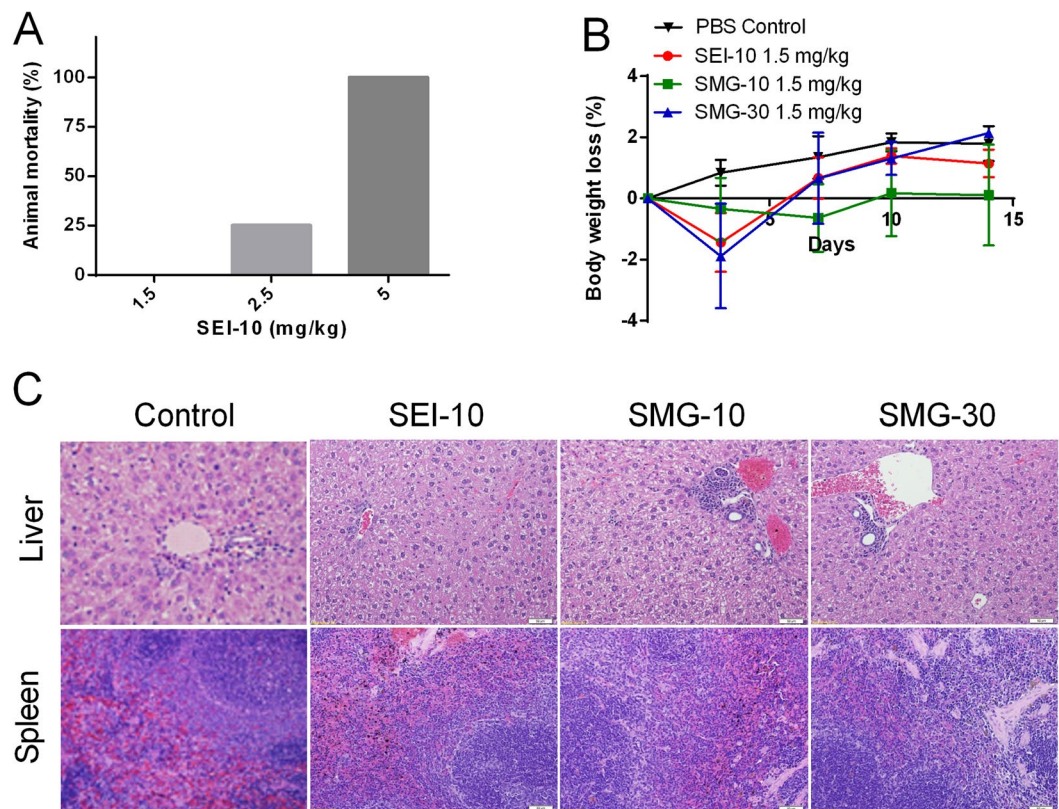 A
Animal mortality (%)
100
75
50
25
0
1.5
2.5
5
SEI-10 (mg/kg)
B
PBS Control
SEI-10 1.5 mg/kg
SMG-10 1.5 mg/kg
SMG-30 1.5 mg/kg
Body weight loss (%)
4
2
0
-2
-4
5
10
15
Days
C
Control
SEI-10
SMG-10
SMG-30
Liver
Spleen